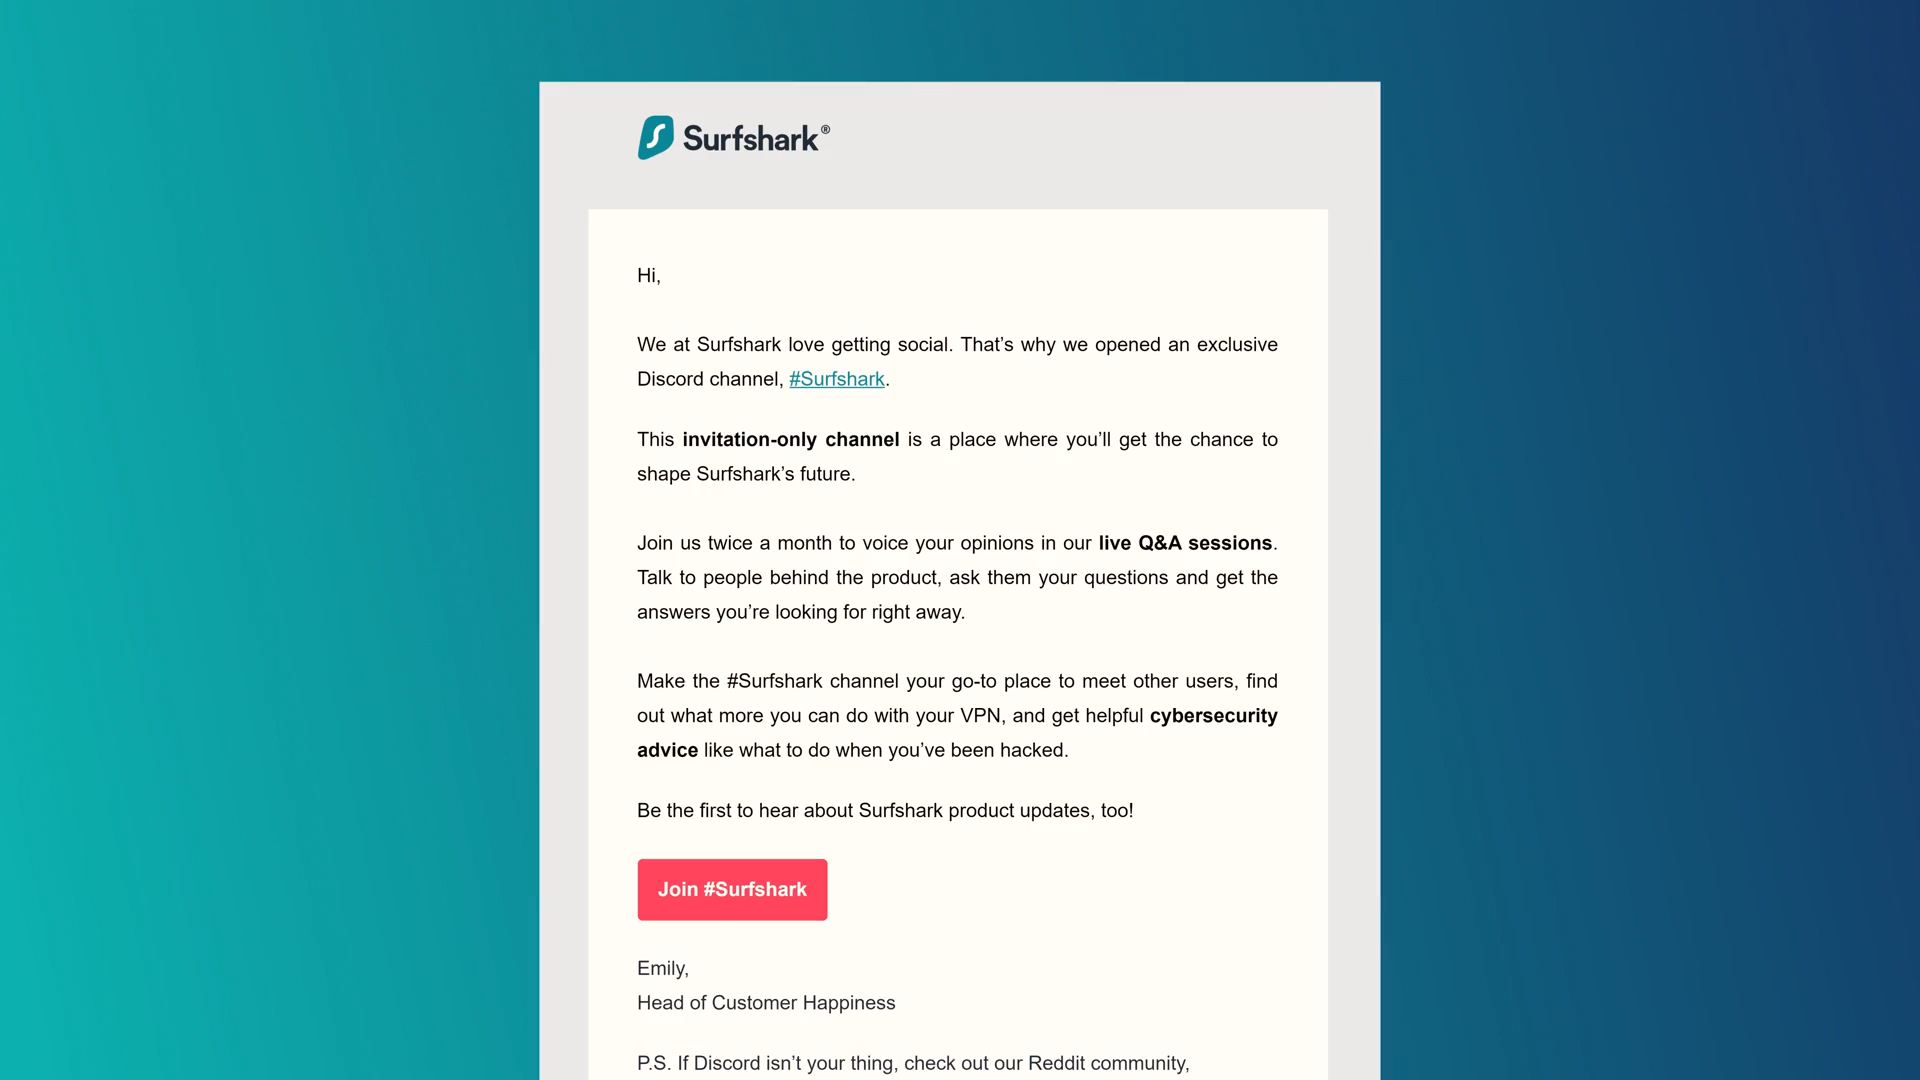 Surfshark®
Hi,
We at Surfshark love getting social. That’s why we opened an exclusive
Discord channel, #Surfshark.
This invitation-only channel is a place where you’ll get the chance to
shape Surfshark’s future.
Join us twice a month to voice your opinions in our live Q&A sessions.
Talk to people behind the product, ask them your questions and get the
answers you’re looking for right away.
Make the #Surfshark channel your go-to place to meet other users, find
out what more you can do with your VPN, and get helpful cybersecurity
advice like what to do when you’ve been hacked.
Be the first to hear about Surfshark product updates, too!
Join #Surfshark
Emily,
Head of Customer Happiness
P.S. If Discord isn’t your thing, check out our Reddit community,